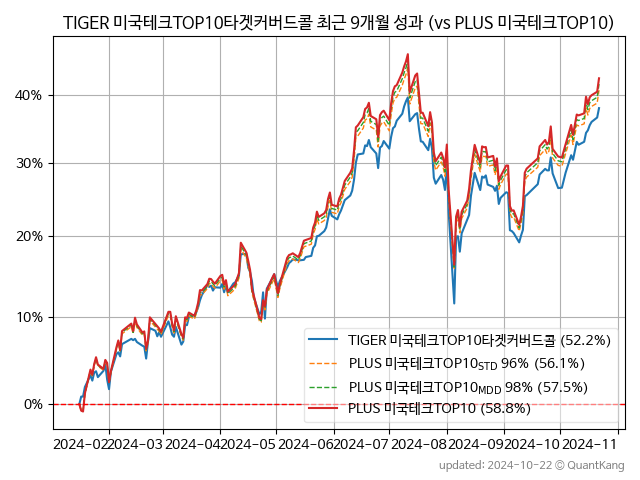 TIGER 미국테크TOP10타겟커버드콜 최근 9개월 성과 (vs PLUS 미국테크TOP10)
40%
30%
20%
10%
0%
TIGER 미국테크TOP10타겟커버드콜 (52.2%)
PLUS 미국테크TOP10STD 96% (56.1%)
PLUS 미국테크TOP10MDD 98% (57.5%)
PLUS 미국테크TOP10 (58.8%)
2024-02 2024-03 2024-04 2024-05 2024-06 2024-07 2024-08 2024-09 2024-10 2024-11
updated: 2024-10-22 ⓒ QuantKang